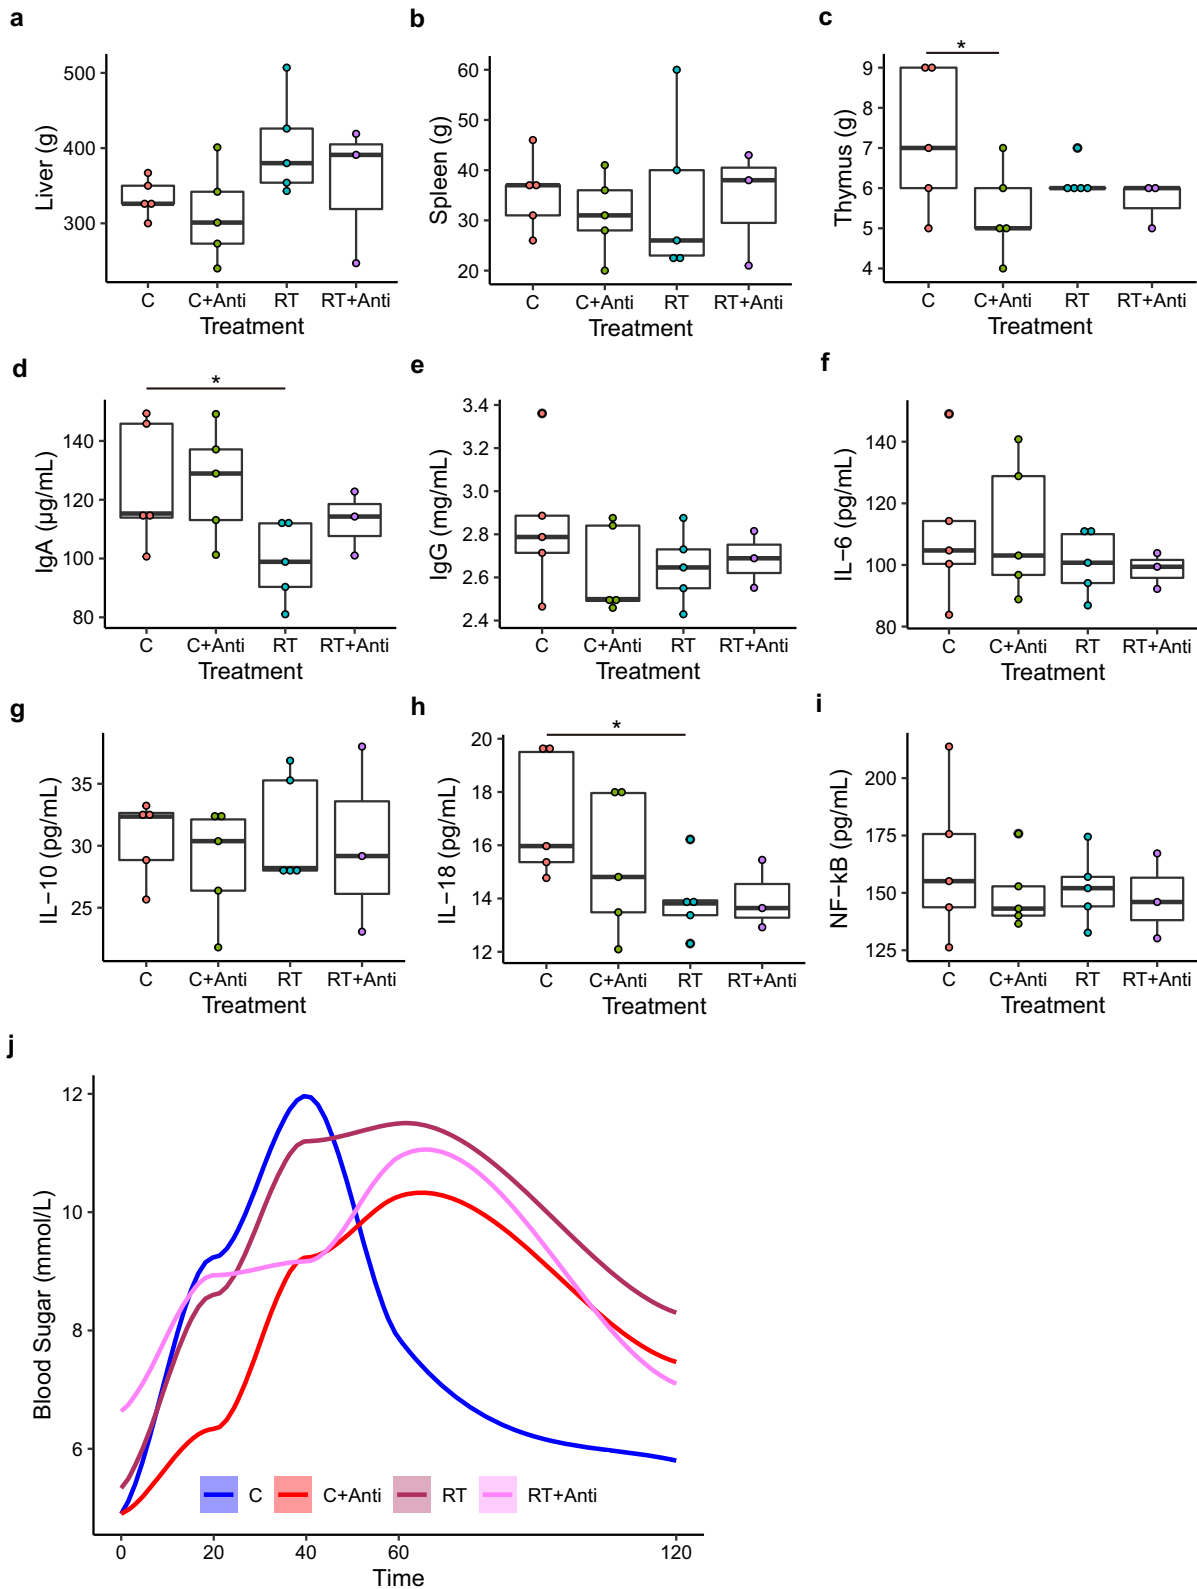 a
b
c
Liver (g)
500
400
300
C
C+Anti
RT
RT+Anti
Treatment
Spleen (g)
60
50
40
30
20
C
C+Anti
RT
RT+Anti
Treatment
*
Thymus (g)
9
8
7
6
5
4
C
C+Anti
RT
RT+Anti
Treatment
d
e
f
*
IgA (µg/mL)
140
120
100
80
C
C+Anti
RT
RT+Anti
Treatment
IgG (mg/mL)
3.4
3.2
3.0
2.8
2.6
2.4
C
C+Anti
RT
RT+Anti
Treatment
IL−6 (pg/mL)
140
120
100
80
C
C+Anti
RT
RT+Anti
Treatment
g
h
i
IL−10 (pg/mL)
35
30
25
C
C+Anti
RT
RT+Anti
Treatment
*
IL−18 (pg/mL)
20
18
16
14
12
C
C+Anti
RT
RT+Anti
Treatment
NF−kB (pg/mL)
200
175
150
125
C
C+Anti
RT
RT+Anti
Treatment
j
Blood Sugar (mmol/L)
12
10
8
6
C
C+Anti
RT
RT+Anti
0
20
40
60
120
Time